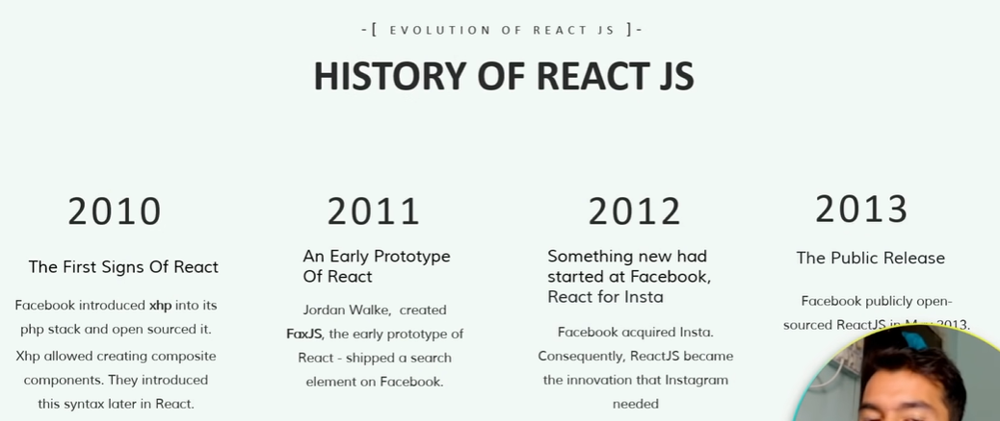 -[ EVOLUTION OF REACT JS ]-
HISTORY OF REACT JS
2010
The First Signs Of React
Facebook introduced xhp into its
php stack and open sourced it.
Xhp allowed creating composite
components. They introduced
this syntax later in React.
2011
An Early Prototype
Of React
Jordan Walke, created
FaxJS, the early prototype of
React - shipped a search
element on Facebook.
2012
Something new had
started at Facebook,
React for Insta
Facebook acquired Insta.
Consequently, ReactJS became
the innovation that Instagram
needed
2013
The Public Release
Facebook publicly open-
sourced ReactJS in May 2013.